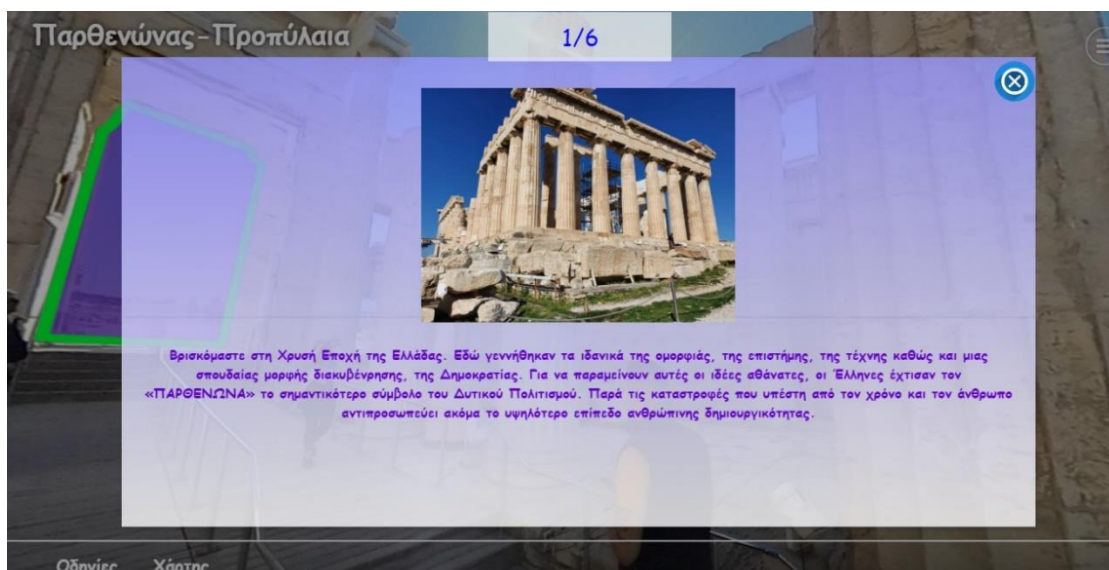 Παρθενώνας-Προπύλαια
1/6
Βρισκόμαστε στη Χρυσή Εποχή της Ελλάδας. Εδώ γεννήθηκαν τα ιδανικά της ομορφιάς, της επιστήμης, της τέχνης καθώς και μιας
σπουδαίας μορφής διακυβένρησης, της Δημοκρατίας. Για να παραμείνουν αυτές οι ιδέες αθάνατες, οι Έλληνες έχτισαν τον
«ΠΑΡΘΕΝΩΝΑ» το σημαντικότερο σύμβολο του Δυτικού Πολιτισμού. Παρά τις καταστροφές που υπέστη από τον χρόνο και τον άνθρωπο
αντιπροσωπεύει ακόμα το υψηλότερο επίπεδο ανθρώπινης δημιουργικότητας.
Οδηγίες Χάρτης